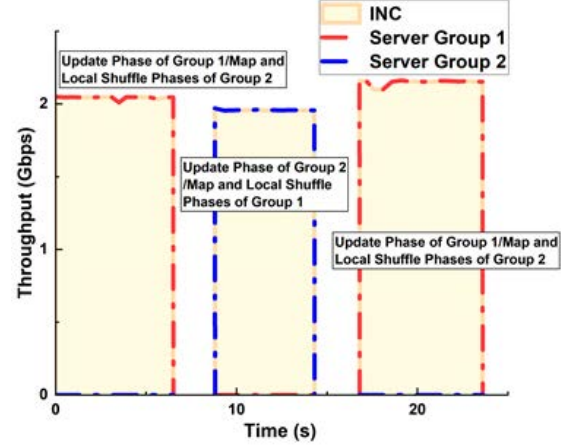 INC
Server Group 1
Server Group 2
Update Phase of Group 1/Map and
Local Shuffle Phases of Group 2
Update Phase of Group 2
/Map and Local Shuffle
Phases of Group 1
Update Phase of Group 1/Map and
Local Shuffle Phases of Group 2
Throughput (Gbps)
2
1
0
0
10
20
Time (s)